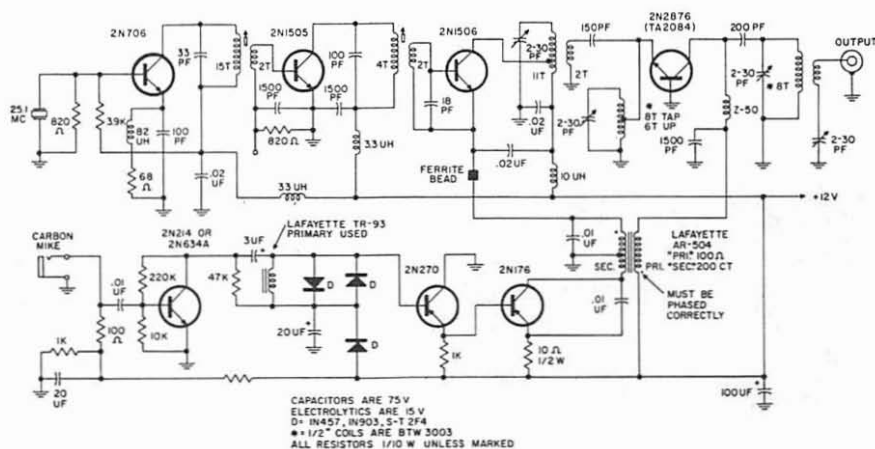 2N706
33 PF
15T
2T
2N1505
100 PF
4T
2T
2N1506
2-30 PF
11T
150PF
2T
2N2876
(TA2084)
200 PF
2-30 PF
* 8T
OUTPUT
25.1 MC
820 Ω
3.9K
82 UH
100 PF
68 Ω
.02 UF
1500 PF
1500 PF
820 Ω
3.3 UH
33 UH
18 PF
.02 UF
.02UF
FERRITE BEAD
10 UH
2-30 PF
*
8T TAP
6T UP
1500 PF
Z-50
2-30 PF
+12V
CARBON MIKE
2N214 OR
2N634A
3UF
+
LAFAYETTE TR-93
PRIMARY USED
.01 UF
220K
47K
D
D
2N270
2N176
.01 UF
SEC.
PRI.
LAFAYETTE
AR-504
"PRI." 100Ω
"SEC." 200 CT
MUST BE
PHASED
CORRECTLY
100 Ω
10K
20UF
+
D
1K
10 Ω
1/2 W
.01 UF
1K
20 UF
100UF
+
CAPACITORS ARE 75 V
ELECTROLYTICS ARE 15 V
D= IN457, IN903, S-T 2F4
* = 1/2" COILS ARE BTW 3003
ALL RESISTORS 1/10 W UNLESS MARKED